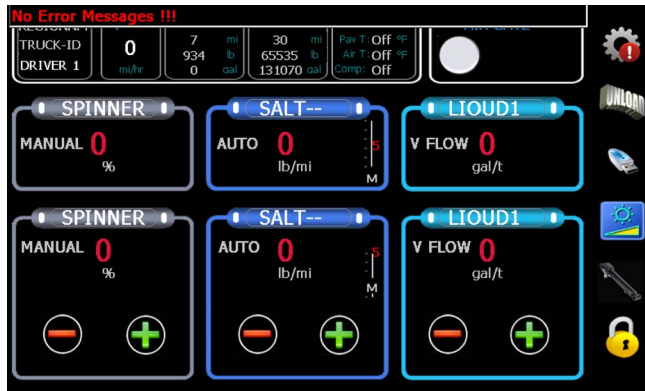 No Error Messages !!!
TRUCK-ID
DRIVER 1
0
mi/hr
7 mi
934 lb
0 gal
30 mi
65535 lb
131070 gal
Pav T: Off °F
Air T: Off °F
Comp: Off
UNLOAD
SPINNER
MANUAL 0
%
SALT--
AUTO 0
lb/mi
5
M
LIOUD1
V FLOW 0
gal/t
SPINNER
MANUAL 0
%
SALT--
AUTO 0
lb/mi
5
M
LIOUD1
V FLOW 0
gal/t